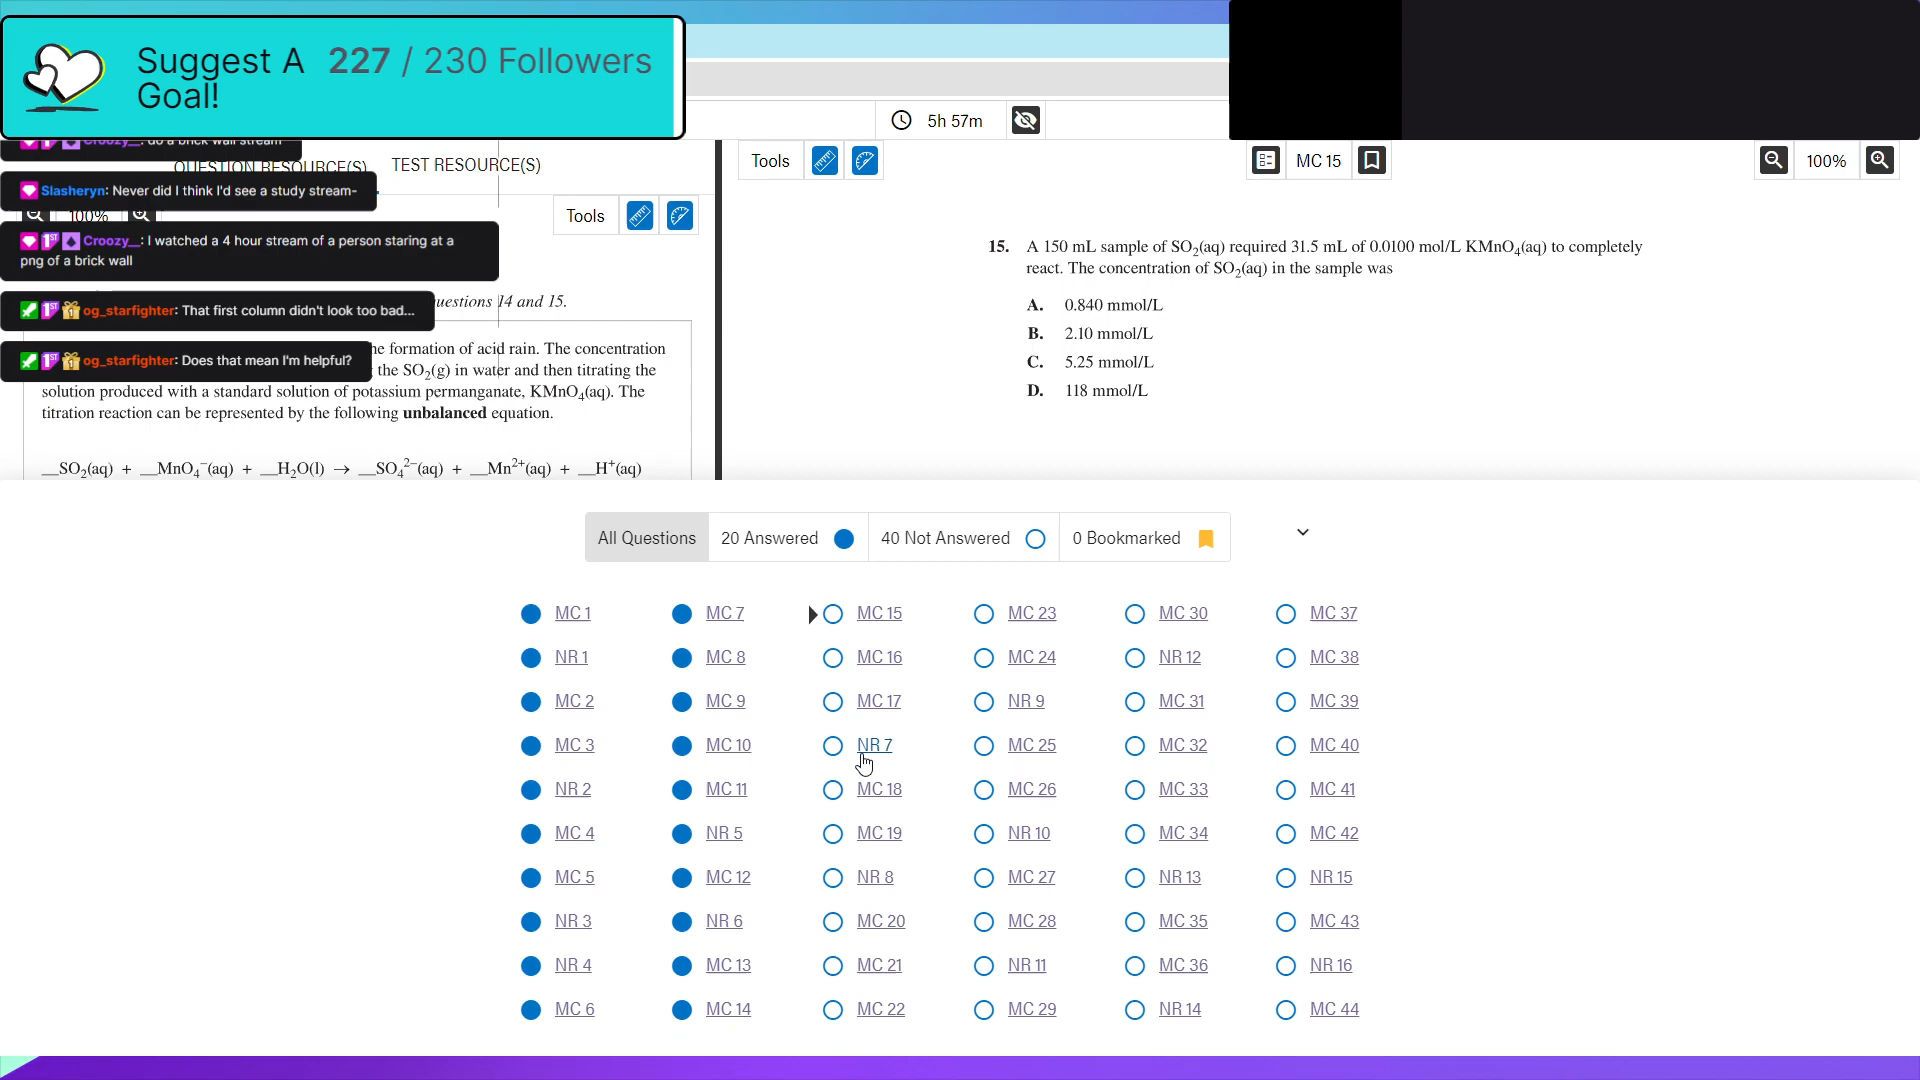 Suggest A Goal!
227 / 230 Followers
5h 57m
Croozy__: do a brick wall stream
QUESTION RESOURCE(S)
TEST RESOURCE(S)
Slasheryn: Never did I think I'd see a study stream-
100%
Tools
Croozy__: I watched a 4 hour stream of a person staring at a
png of a brick wall
og_starfighter: That first column didn't look too bad...
uestions 14 and 15.
og_starfighter: Does that mean I'm helpful?
he formation of acid rain. The concentration
the SO₂(g) in water and then titrating the
solution produced with a standard solution of potassium permanganate, KMnO₄(aq). The
titration reaction can be represented by the following unbalanced equation.
__SO₂(aq) + __MnO₄⁻(aq) + __H₂O(l) → __SO₄²⁻(aq) + __Mn²⁺(aq) + __H⁺(aq)
Tools
MC 15
100%
15. A 150 mL sample of SO₂(aq) required 31.5 mL of 0.0100 mol/L KMnO₄(aq) to completely
react. The concentration of SO₂(aq) in the sample was
A. 0.840 mmol/L
B. 2.10 mmol/L
C. 5.25 mmol/L
D. 118 mmol/L
All Questions
20 Answered
40 Not Answered
0 Bookmarked
MC 1
NR 1
MC 2
MC 3
NR 2
MC 4
MC 5
NR 3
NR 4
MC 6
MC 7
MC 8
MC 9
MC 10
MC 11
NR 5
MC 12
NR 6
MC 13
MC 14
MC 15
MC 16
MC 17
NR 7
MC 18
MC 19
NR 8
MC 20
MC 21
MC 22
MC 23
MC 24
NR 9
MC 25
MC 26
NR 10
MC 27
MC 28
NR 11
MC 29
MC 30
NR 12
MC 31
MC 32
MC 33
MC 34
NR 13
MC 35
MC 36
NR 14
MC 37
MC 38
MC 39
MC 40
MC 41
MC 42
NR 15
MC 43
NR 16
MC 44